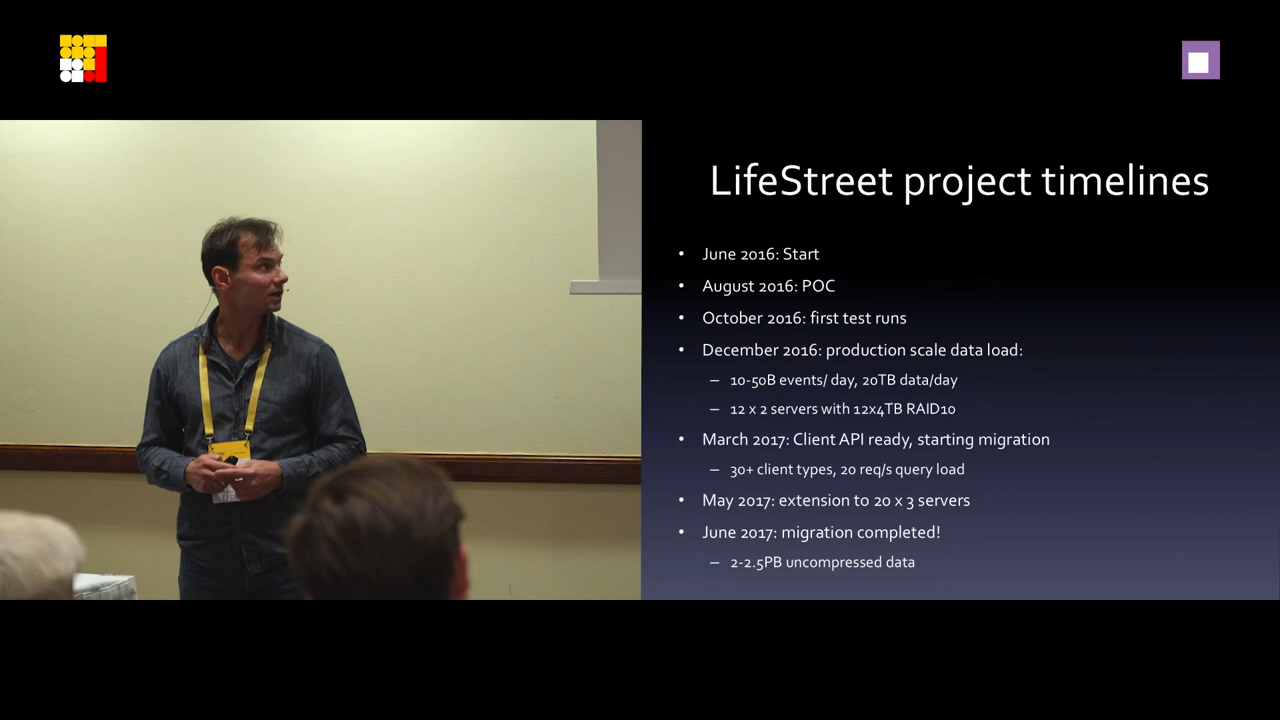 LifeStreet project timelines
• June 2016: Start
• August 2016: POC
• October 2016: first test runs
• December 2016: production scale data load:
– 10-50B events/ day, 20TB data/day
– 12 x 2 servers with 12x4TB RAID10
• March 2017: Client API ready, starting migration
– 30+ client types, 20 req/s query load
• May 2017: extension to 20 x 3 servers
• June 2017: migration completed!
– 2-2.5PB uncompressed data